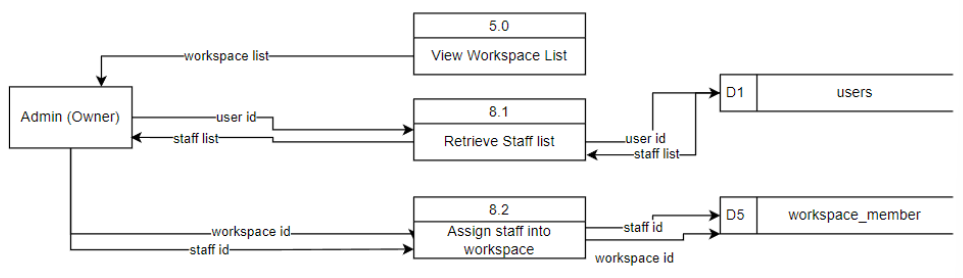 5.0
workspace list
View Workspace List
D1
users
Admin (Owner)
8.1
user id
staff list
Retrieve Staff list
user id
staff list
8.2
D5
workspace_member
workspace id
Assign staff into
workspace
staff id
staff id
workspace id